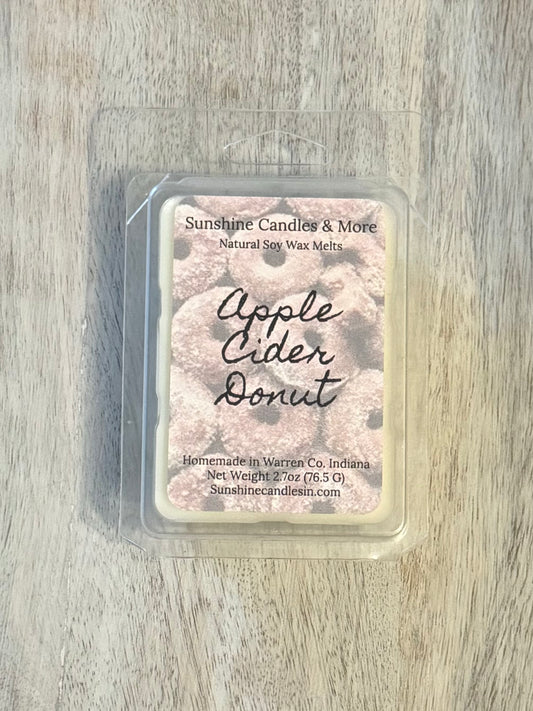 Sunshine Candles & More
Natural Soy Wax Melts
Apple
Cider
Donut
Homemade in Warren Co. Indiana
Net Weight 2.7oz (76.5 G)
Sunshinecandlesin.com